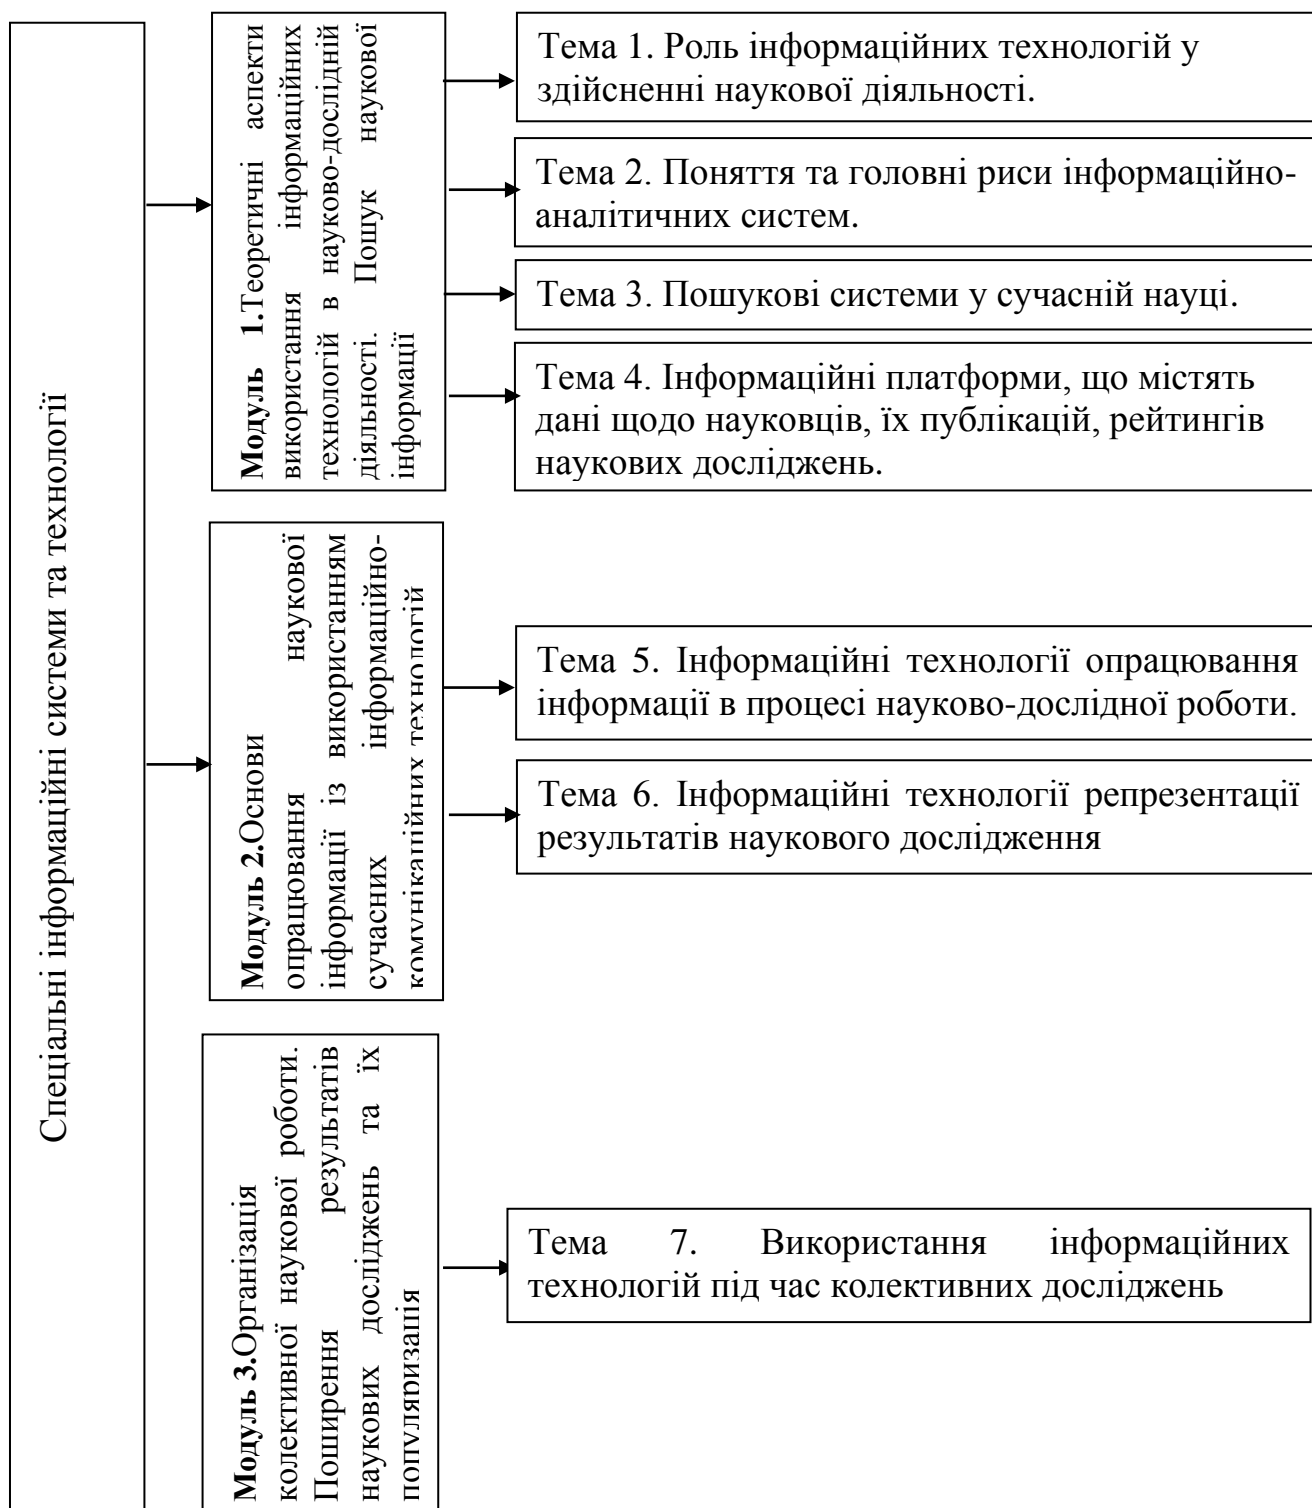 Спеціальні інформаційні системи та технології
Модуль 1.Теоретичні аспекти
використання інформаційних
технологій в науково-дослідній
діяльності. Пошук наукової
інформації
Тема 1. Роль інформаційних технологій у
здійсненні наукової діяльності.
Тема 2. Поняття та головні риси інформаційно-
аналітичних систем.
Тема 3. Пошукові системи у сучасній науці.
Тема 4. Інформаційні платформи, що містять
дані щодо науковців, їх публікацій, рейтингів
наукових досліджень.
Модуль 2.Основи
опрацювання наукової
інформації із використанням
сучасних інформаційно-
комунікаційних технологій
Тема 5. Інформаційні технології опрацювання
інформації в процесі науково-дослідної роботи.
Тема 6. Інформаційні технології репрезентації
результатів наукового дослідження
Модуль 3.Організація
колективної наукової роботи.
Поширення результатів
наукових досліджень та їх
популяризація
Тема 7. Використання інформаційних
технологій під час колективних досліджень